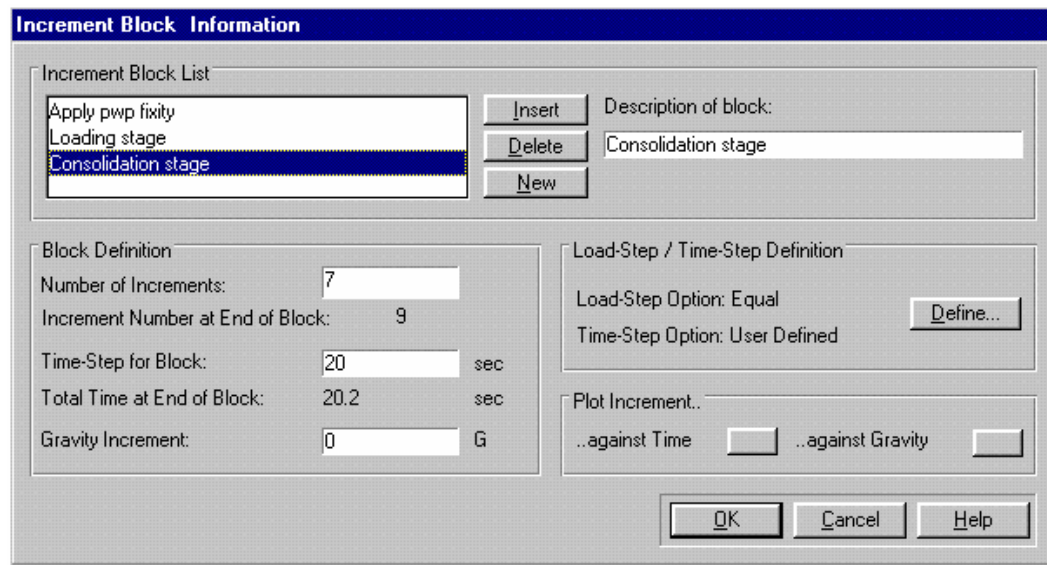 Increment Block Information
Increment Block List
Apply pwp fixity
Loading stage
Consolidation stage
Insert
Delete
New
Description of block:
Consolidation stage
Block Definition
Number of Increments: 7
Increment Number at End of Block: 9
Time-Step for Block: 20 sec
Total Time at End of Block: 20.2 sec
Gravity Increment: 0 G
Load-Step / Time-Step Definition
Load-Step Option: Equal
Time-Step Option: User Defined
Define...
Plot Increment..
..against Time ..against Gravity
OK Cancel Help